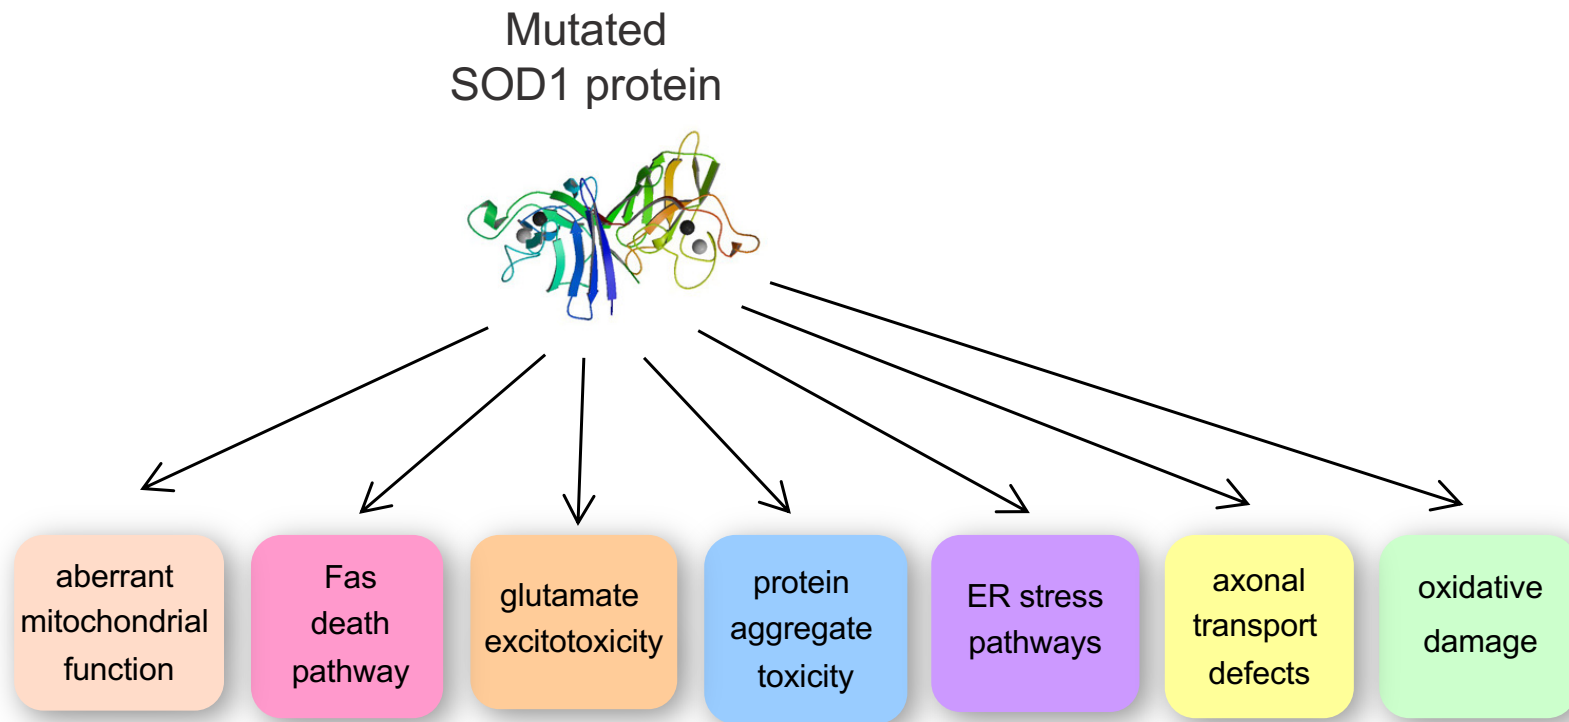 Mutated
SOD1 protein
aberrant
mitochondrial
function
Fas
death
pathway
glutamate
excitotoxicity
protein
aggregate
toxicity
ER stress
pathways
axonal
transport
defects
oxidative
damage